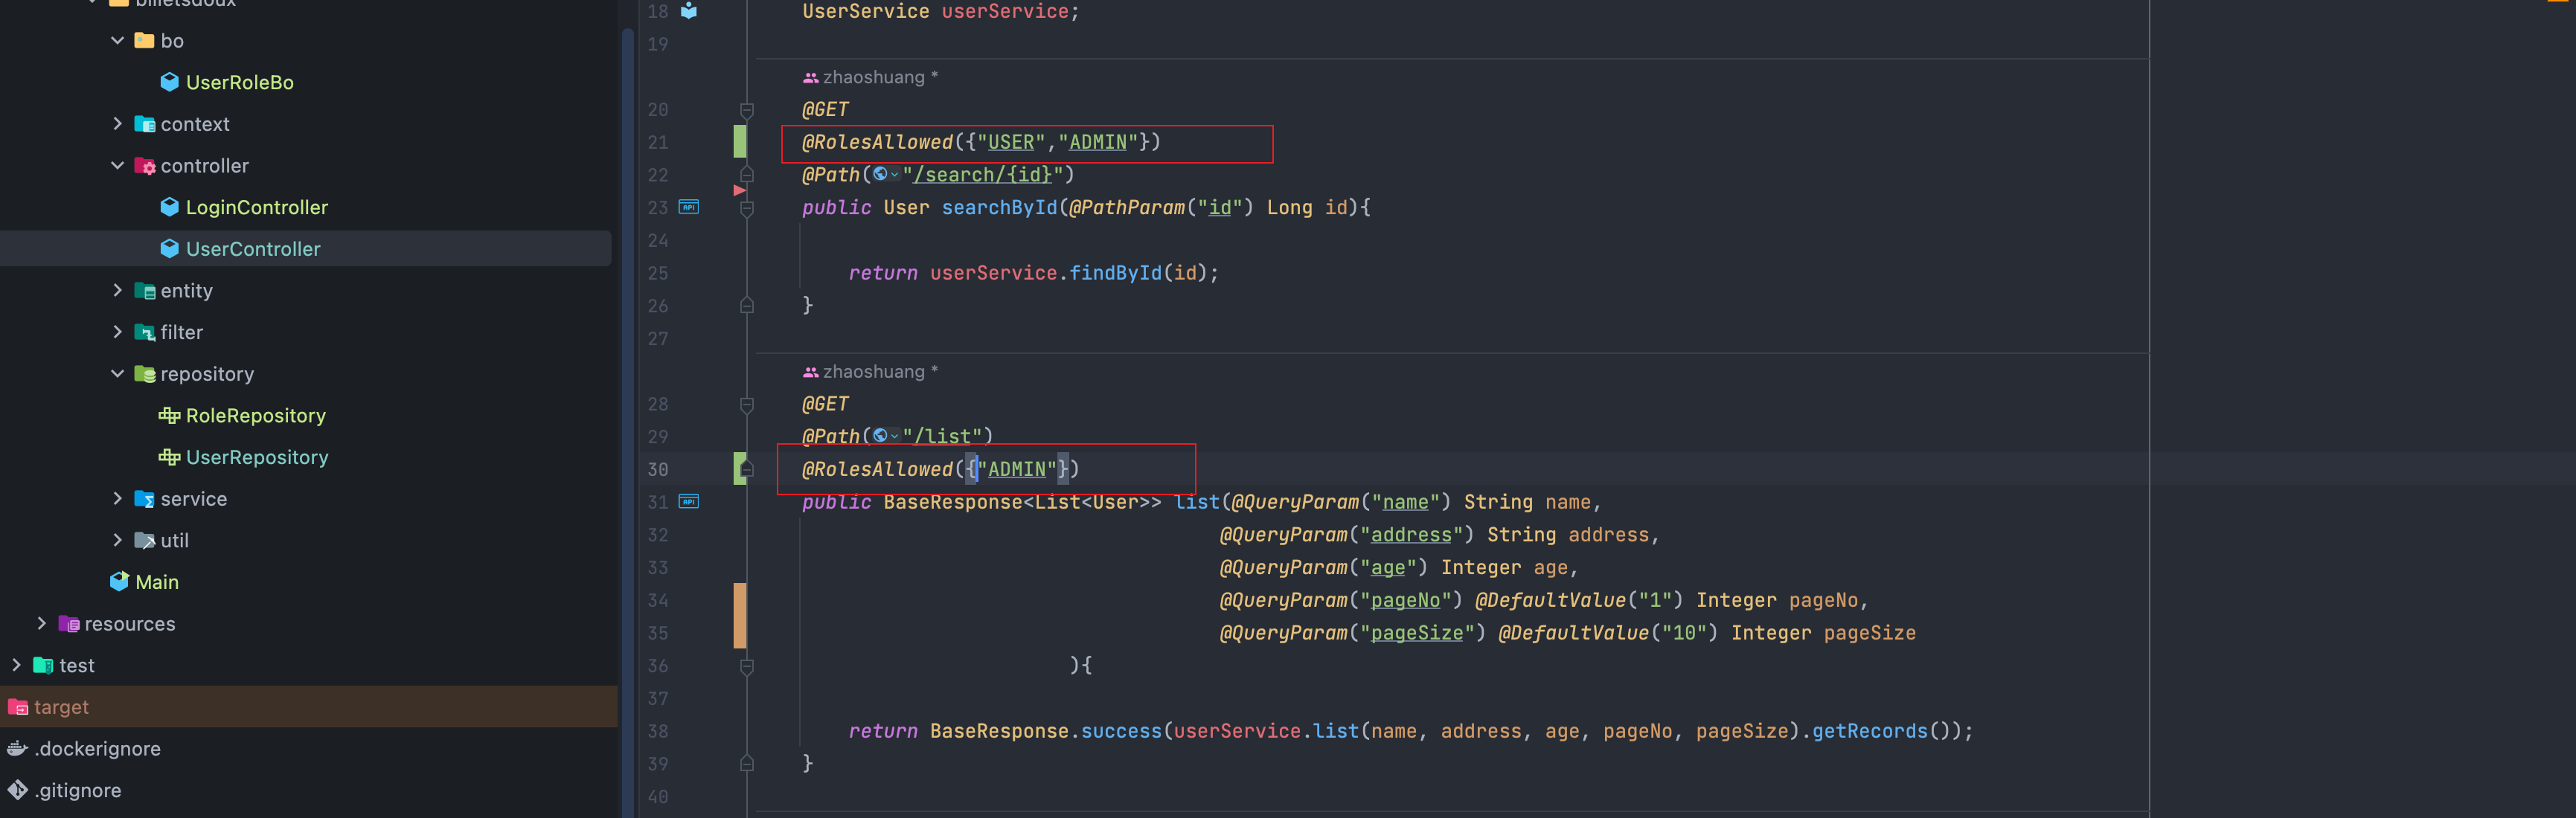 billetsdoux
bo
UserRoleBo
context
controller
LoginController
UserController
entity
filter
repository
RoleRepository
UserRepository
service
util
Main
resources
test
target
.dockerignore
.gitignore
18 UserService userService;
19
zhaoshuang *
20 @GET
21 @RolesAllowed({"USER","ADMIN"})
22 @Path("/search/{id}")
23 API public User searchById(@PathParam("id") Long id){
24
25 return userService.findById(id);
26 }
27
zhaoshuang *
28 @GET
29 @Path("/list")
30 @RolesAllowed({"ADMIN"})
31 API public BaseResponse<List<User>> list(@QueryParam("name") String name,
32 @QueryParam("address") String address,
33 @QueryParam("age") Integer age,
34 @QueryParam("pageNo") @DefaultValue("1") Integer pageNo,
35 @QueryParam("pageSize") @DefaultValue("10") Integer pageSize
36 ){
37
38 return BaseResponse.success(userService.list(name, address, age, pageNo, pageSize).getRecords());
39 }
40